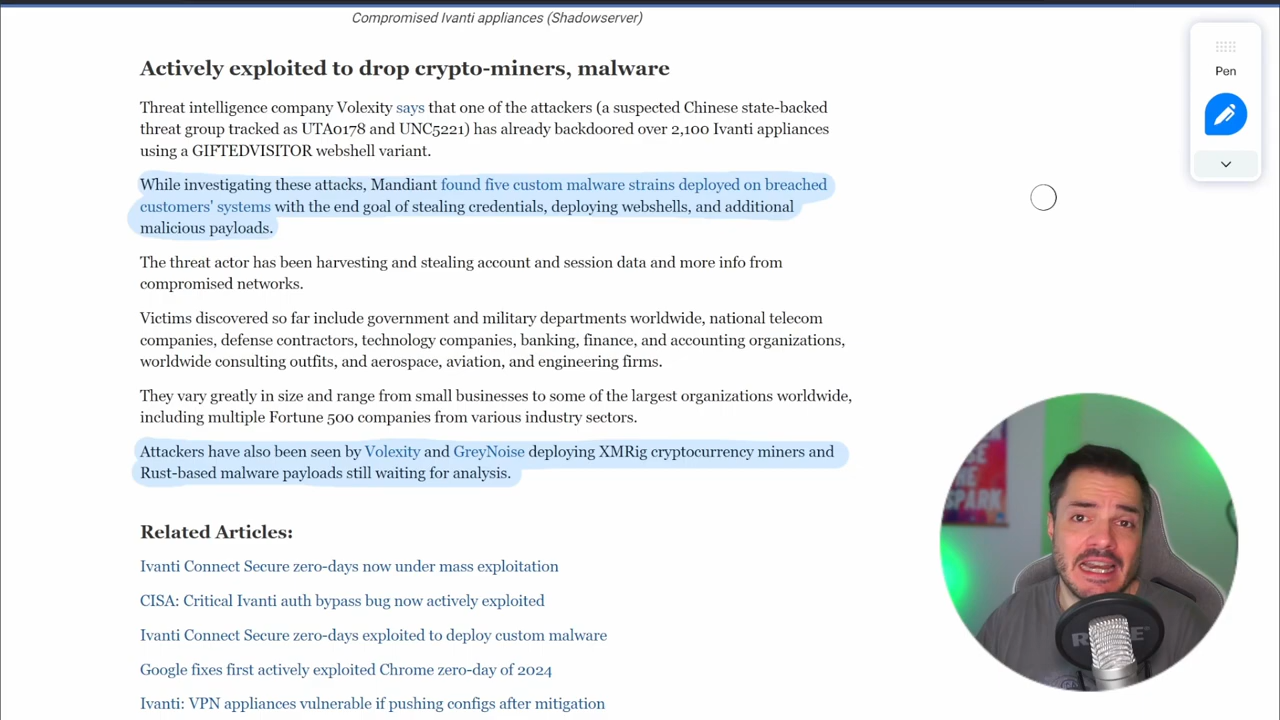 Compromised Ivanti appliances (Shadowserver)
Pen
Actively exploited to drop crypto-miners, malware
Threat intelligence company Volexity says that one of the attackers (a suspected Chinese state-backed
threat group tracked as UTA0178 and UNC5221) has already backdoored over 2,100 Ivanti appliances
using a GIFTEDVISITOR webshell variant.
While investigating these attacks, Mandiant found five custom malware strains deployed on breached
customers' systems with the end goal of stealing credentials, deploying webshells, and additional
malicious payloads.
The threat actor has been harvesting and stealing account and session data and more info from
compromised networks.
Victims discovered so far include government and military departments worldwide, national telecom
companies, defense contractors, technology companies, banking, finance, and accounting organizations,
worldwide consulting outfits, and aerospace, aviation, and engineering firms.
They vary greatly in size and range from small businesses to some of the largest organizations worldwide,
including multiple Fortune 500 companies from various industry sectors.
Attackers have also been seen by Volexity and GreyNoise deploying XMRig cryptocurrency miners and
Rust-based malware payloads still waiting for analysis.
Related Articles:
Ivanti Connect Secure zero-days now under mass exploitation
CISA: Critical Ivanti auth bypass bug now actively exploited
Ivanti Connect Secure zero-days exploited to deploy custom malware
Google fixes first actively exploited Chrome zero-day of 2024
Ivanti: VPN appliances vulnerable if pushing configs after mitigation
SPARK